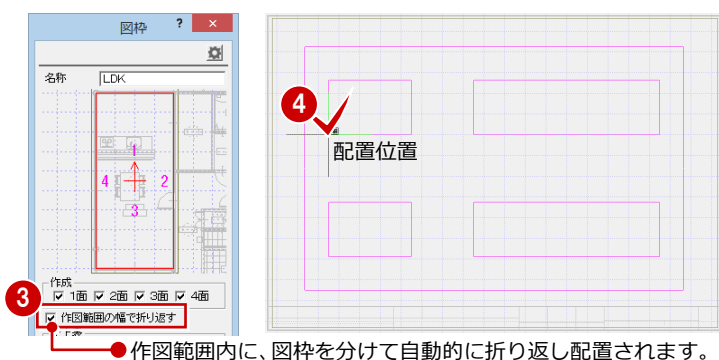 図枠 ? ×
名称 LDK
1
4 2
3
作成
1面 2面 3面 4面
3
作図範囲の幅で折り返す
4
配置位置
作図範囲内に、図枠を分けて自動的に折り返し配置されます。